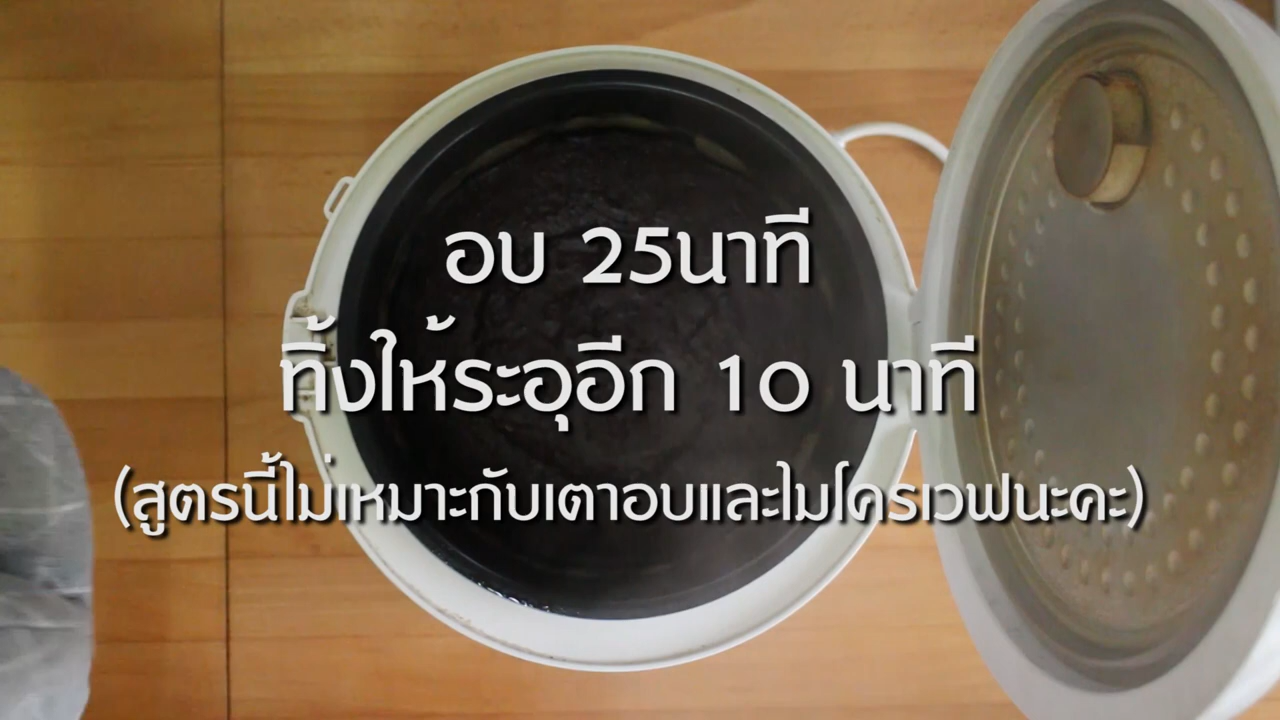 อบ 25นาที
ทิ้งให้ระอุอีก 10 นาที
(สูตรนี้ไม่เหมาะกับเตาอบและไมโครเวฟนะคะ)